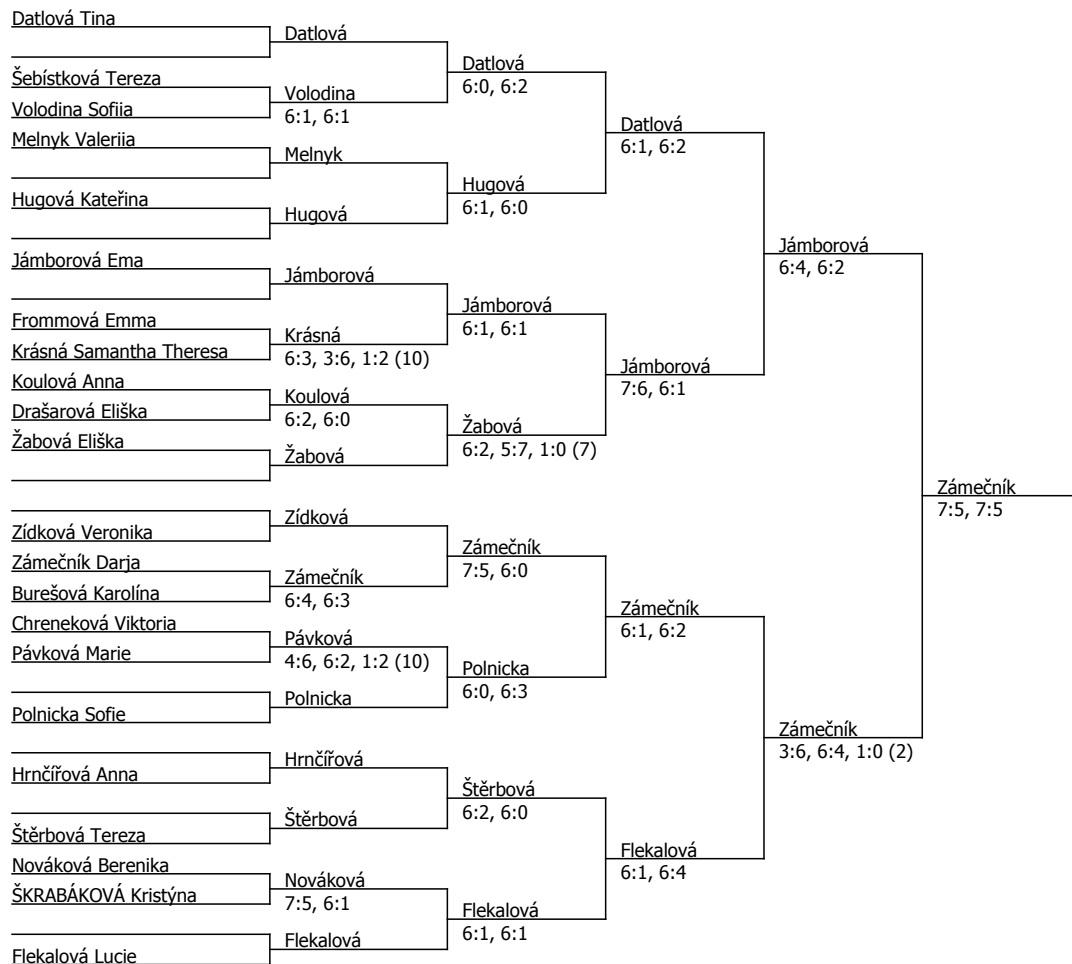 Datlová Tina
Šebístková Tereza
Volodina Sofiia
Melnyk Valeriia
Hugová Kateřina
Jámborová Ema
Frommová Emma
Krásná Samantha Theresa
Koulová Anna
Drašarová Eliška
Žabová Eliška
Zídková Veronika
Zámečník Darja
Burešová Karolína
Chreneková Viktoria
Pávková Marie
Polnicka Sofie
Hrnčířová Anna
Štěrbová Tereza
Nováková Berenika
ŠKRABÁKOVÁ Kristýna
Flekalová Lucie
Datlová
Volodina
6:1, 6:1
Melnyk
Hugová
Jámborová
Krásná
6:3, 3:6, 1:2 (10)
Koulová
6:2, 6:0
Žabová
Zídková
Zámečník
6:4, 6:3
Pávková
4:6, 6:2, 1:2 (10)
Polnicka
Hrnčířová
Štěrbová
Nováková
7:5, 6:1
Flekalová
Datlová
6:0, 6:2
Hugová
6:1, 6:0
Jámborová
6:1, 6:1
Žabová
6:2, 5:7, 1:0 (7)
Zámečník
7:5, 6:0
Polnicka
6:0, 6:3
Štěrbová
6:2, 6:0
Flekalová
6:1, 6:1
Datlová
6:1, 6:2
Jámborová
7:6, 6:1
Zámečník
6:1, 6:2
Flekalová
6:1, 6:4
Jámborová
6:4, 6:2
Zámečník
3:6, 6:4, 1:0 (2)
Zámečník
7:5, 7:5